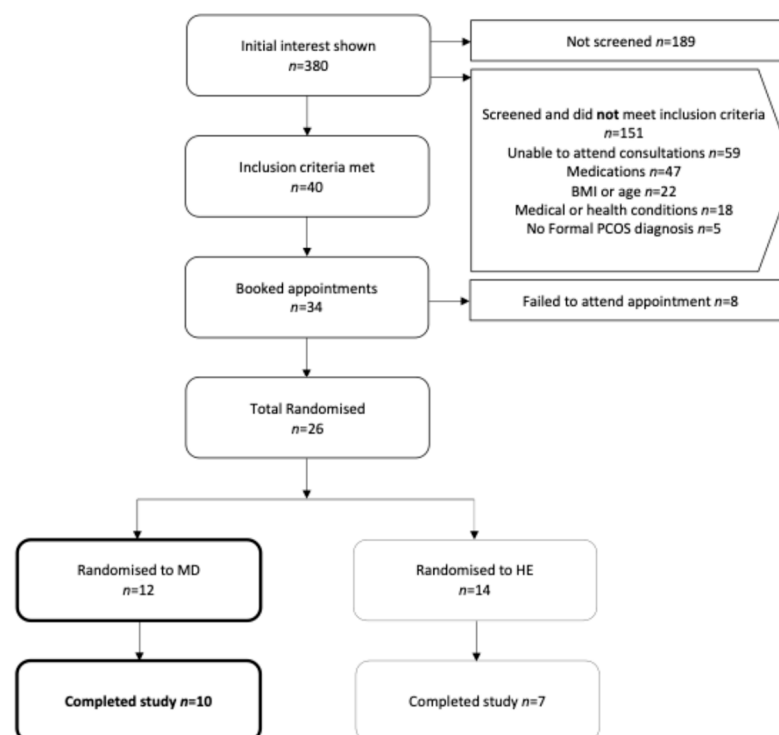 Initial interest shown
n=380
Not screened n=189
Screened and did not meet inclusion criteria
n=151
Unable to attend consultations n=59
Medications n=47
BMI or age n=22
Medical or health conditions n=18
No Formal PCOS diagnosis n=5
Inclusion criteria met
n=40
Booked appointments
n=34
Failed to attend appointment n=8
Total Randomised
n=26
Randomised to MD
n=12
Randomised to HE
n=14
Completed study n=10
Completed study n=7